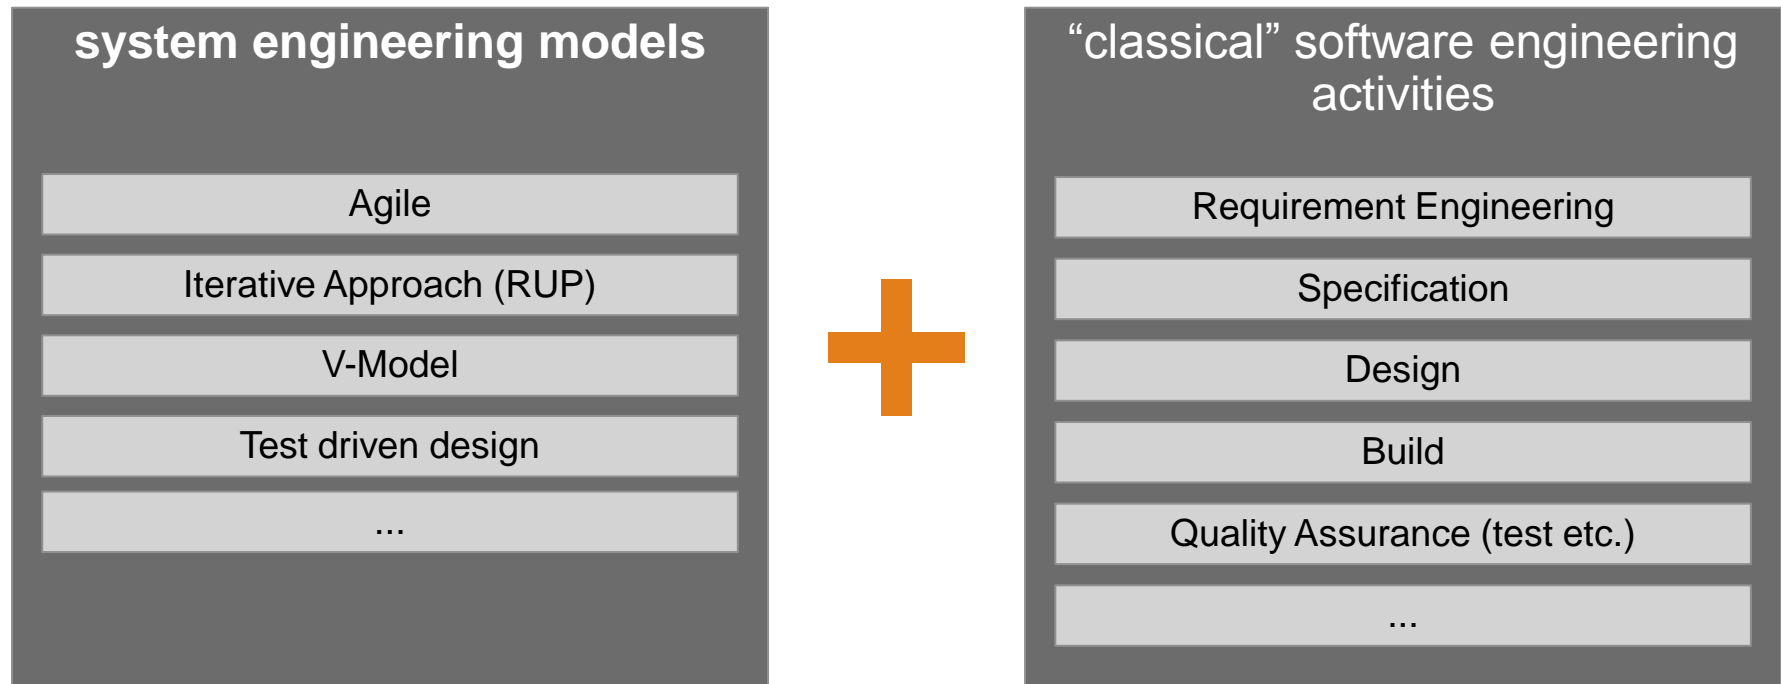 system engineering models
Agile
Iterative Approach (RUP)
V-Model
Test driven design
...
“classical” software engineering
activities
Requirement Engineering
Specification
Design
Build
Quality Assurance (test etc.)
...